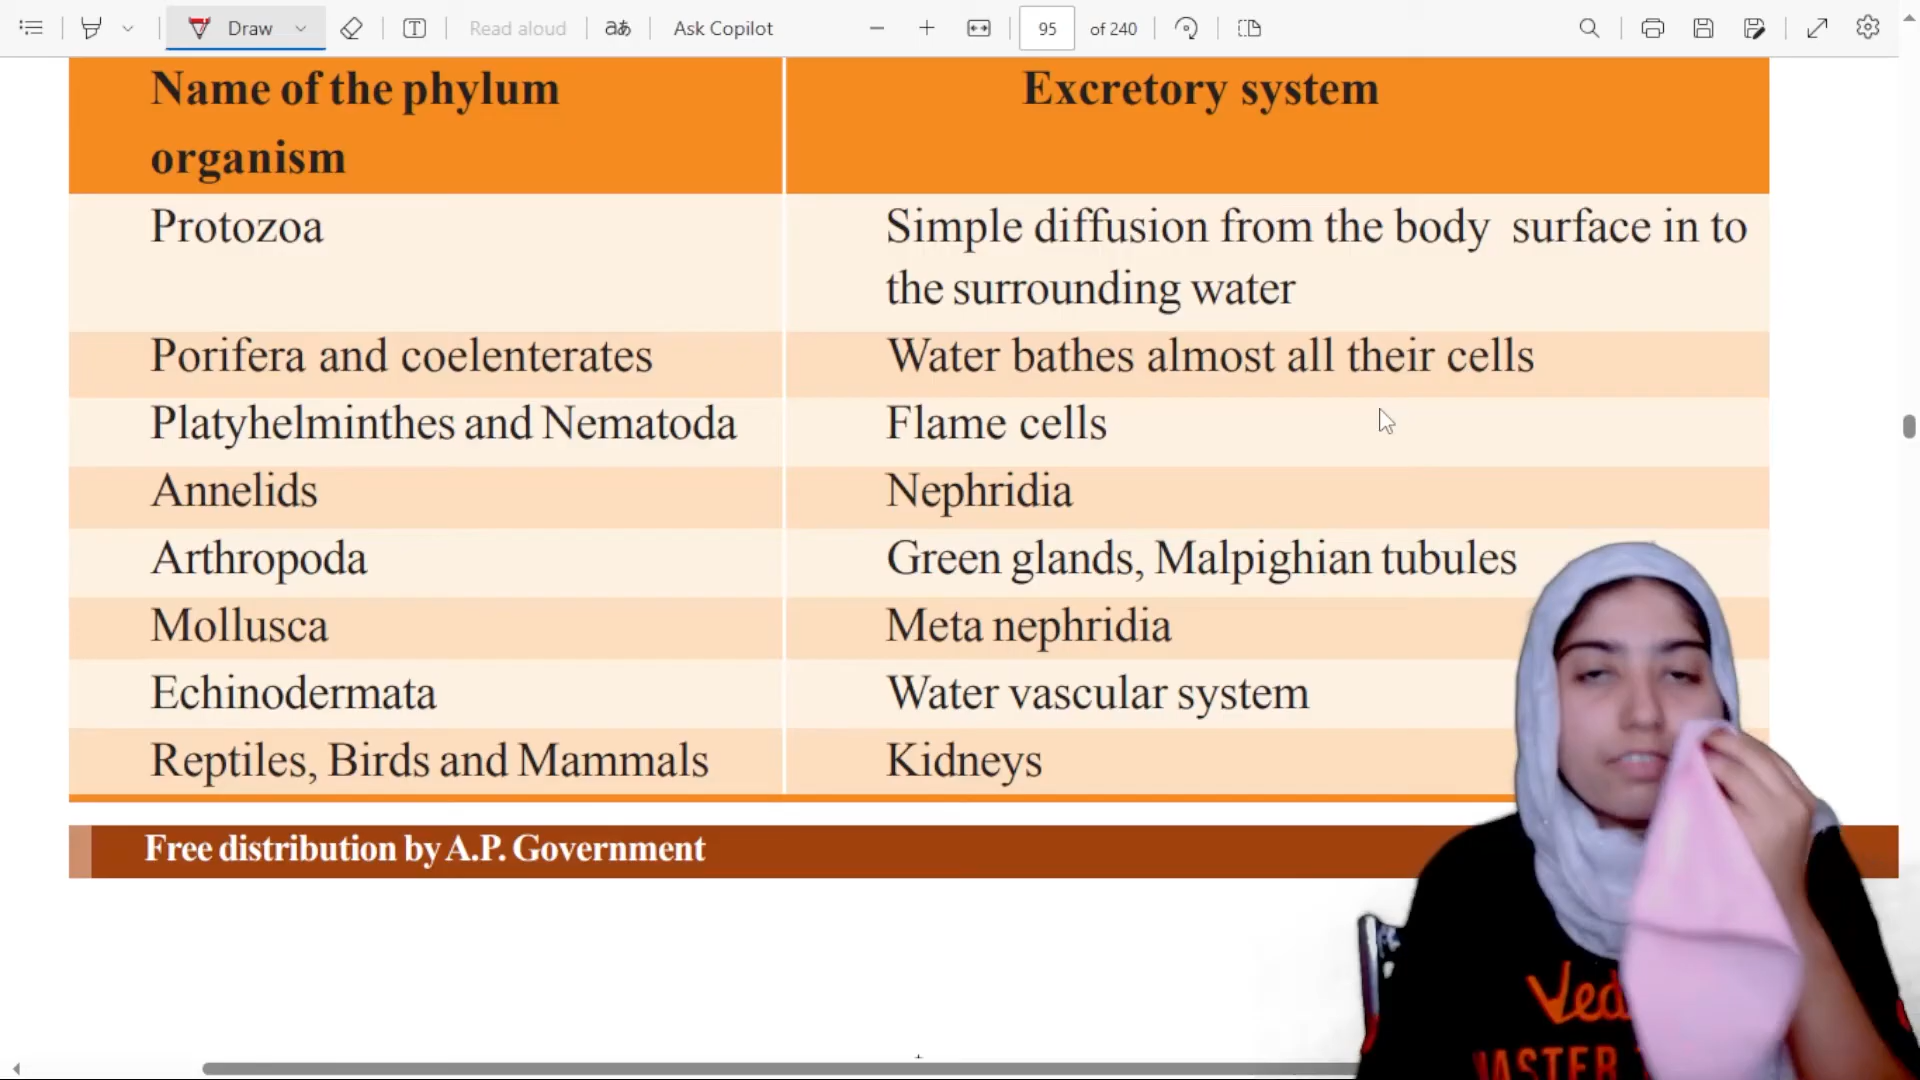 Draw
Read aloud
aあ
Ask Copilot
95
of 240
Name of the phylum
organism
Excretory system
Protozoa
Simple diffusion from the body surface in to
the surrounding water
Porifera and coelenterates
Water bathes almost all their cells
Platyhelminthes and Nematoda
Flame cells
Annelids
Nephridia
Arthropoda
Green glands, Malpighian tubules
Mollusca
Meta nephridia
Echinodermata
Water vascular system
Reptiles, Birds and Mammals
Kidneys
Free distribution by A.P. Government